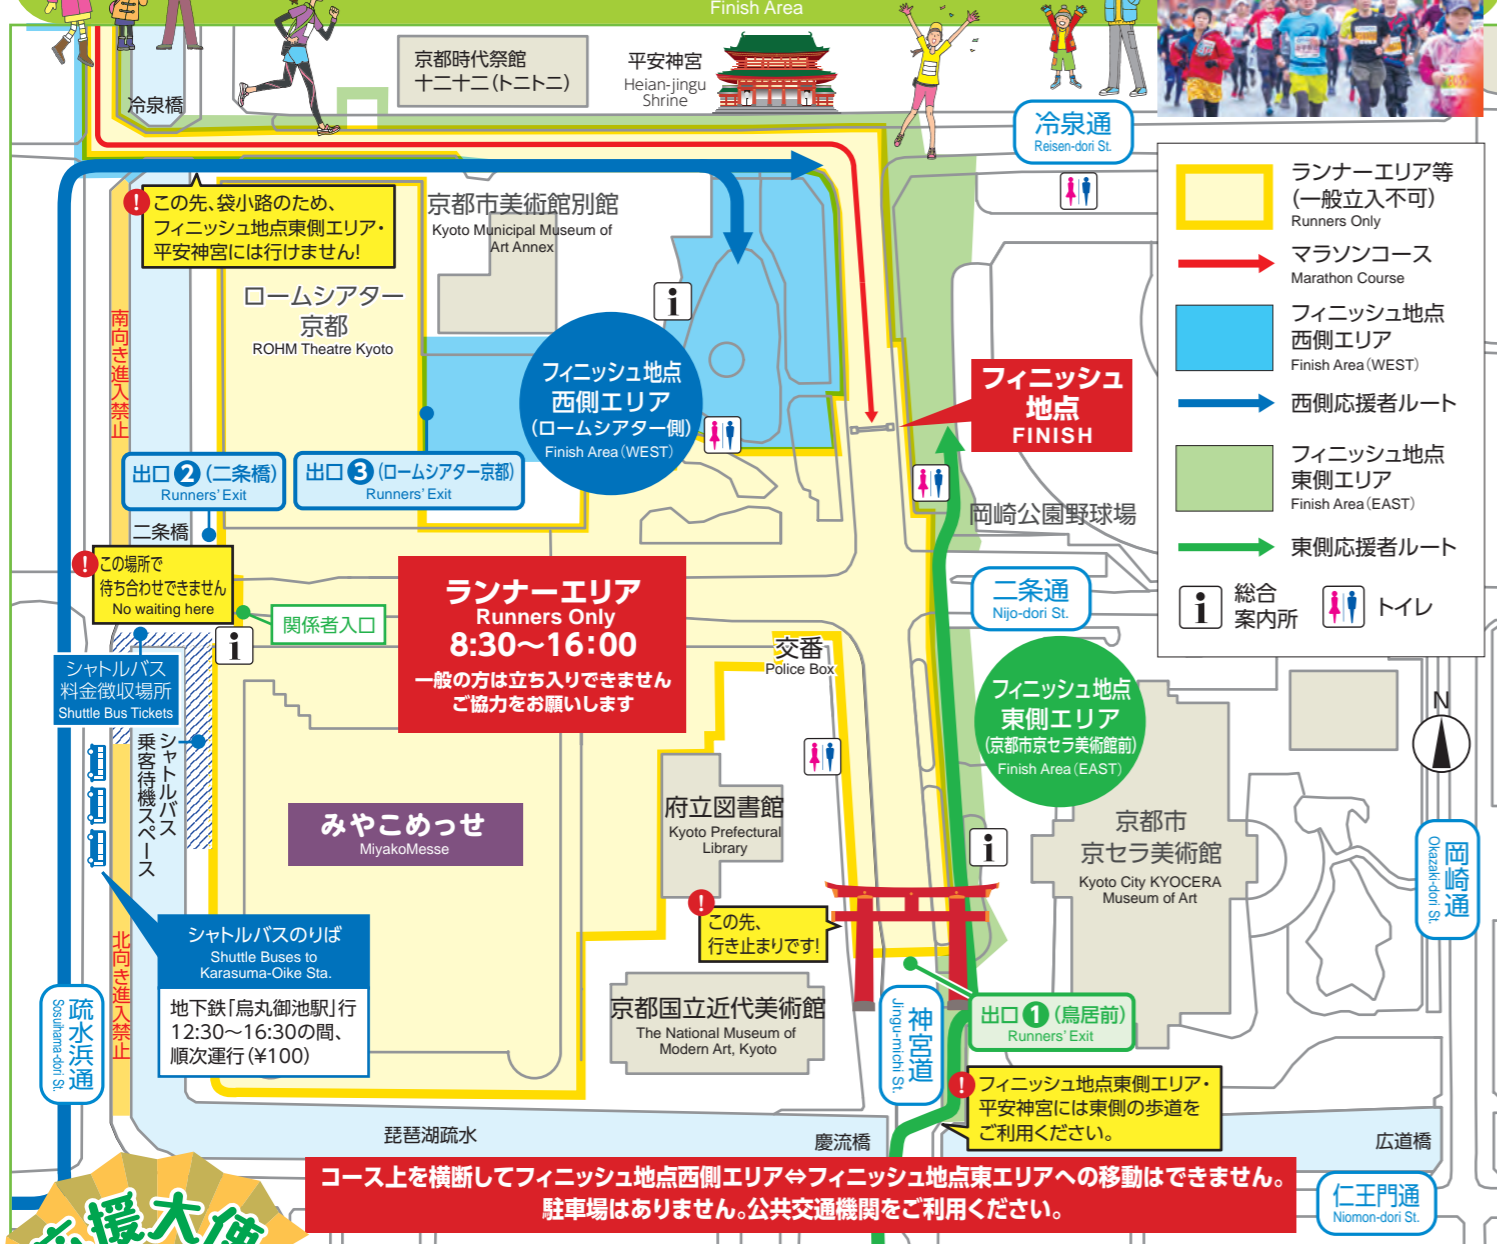 Finish Area
京都時代祭館
十二十二(トニトニ)
平安神宮
Heian-jingu
Shrine
冷泉橋
冷泉通
Reisen-dori St.
ランナーエリア等
(一般立入不可)
Runners Only
マラソンコース
Marathon Course
フィニッシュ地点
西側エリア
Finish Area(WEST)
西側応援者ルート
フィニッシュ地点
東側エリア
Finish Area(EAST)
東側応援者ルート
i
総合
案内所
トイレ
! この先、袋小路のため、
フィニッシュ地点東側エリア・
平安神宮には行けません!
京都市美術館別館
Kyoto Municipal Museum of
Art Annex
ロームシアター
京都
ROHM Theatre Kyoto
i
南向き進入禁止
フィニッシュ地点
西側エリア
(ロームシアター側)
Finish Area(WEST)
フィニッシュ
地点
FINISH
出口2(二条橋)
Runners' Exit
出口3(ロームシアター京都)
Runners' Exit
岡崎公園野球場
二条橋
! この場所で
待ち合わせできません
No waiting here
関係者入口
i
ランナーエリア
Runners Only
8:30〜16:00
一般の方は立ち入りできません
ご協力をお願いします
二条通
Nijo-dori St.
交番
Police Box
シャトルバス
料金徴収場所
Shuttle Bus Tickets
シャトルバス
乗客待機スペース
フィニッシュ地点
東側エリア
(京都市京セラ美術館前)
Finish Area(EAST)
N
みやこめっせ
MiyakoMesse
府立図書館
Kyoto Prefectural
Library
i
京都市
京セラ美術館
Kyoto City KYOCERA
Museum of Art
岡崎通
Okazaki-dori St.
! この先、
行き止まりです!
シャトルバスのりば
Shuttle Buses to
Karasuma-Oike Sta.
地下鉄「烏丸御池駅」行
12:30〜16:30の間、
順次運行(¥100)
北向き進入禁止
疏水浜通
Sosuihama-dori St.
京都国立近代美術館
The National Museum of
Modern Art, Kyoto
神宮道
Jingu-michi St.
出口1(鳥居前)
Runners' Exit
! フィニッシュ地点東側エリア・
平安神宮には東側の歩道を
ご利用ください。
琵琶湖疏水
慶流橋
広道橋
コース上を横断してフィニッシュ地点西側エリア⇔フィニッシュ地点東エリアへの移動はできません。
駐車場はありません。公共交通機関をご利用ください。
仁王門通
Niomon-dori St.
応援大使